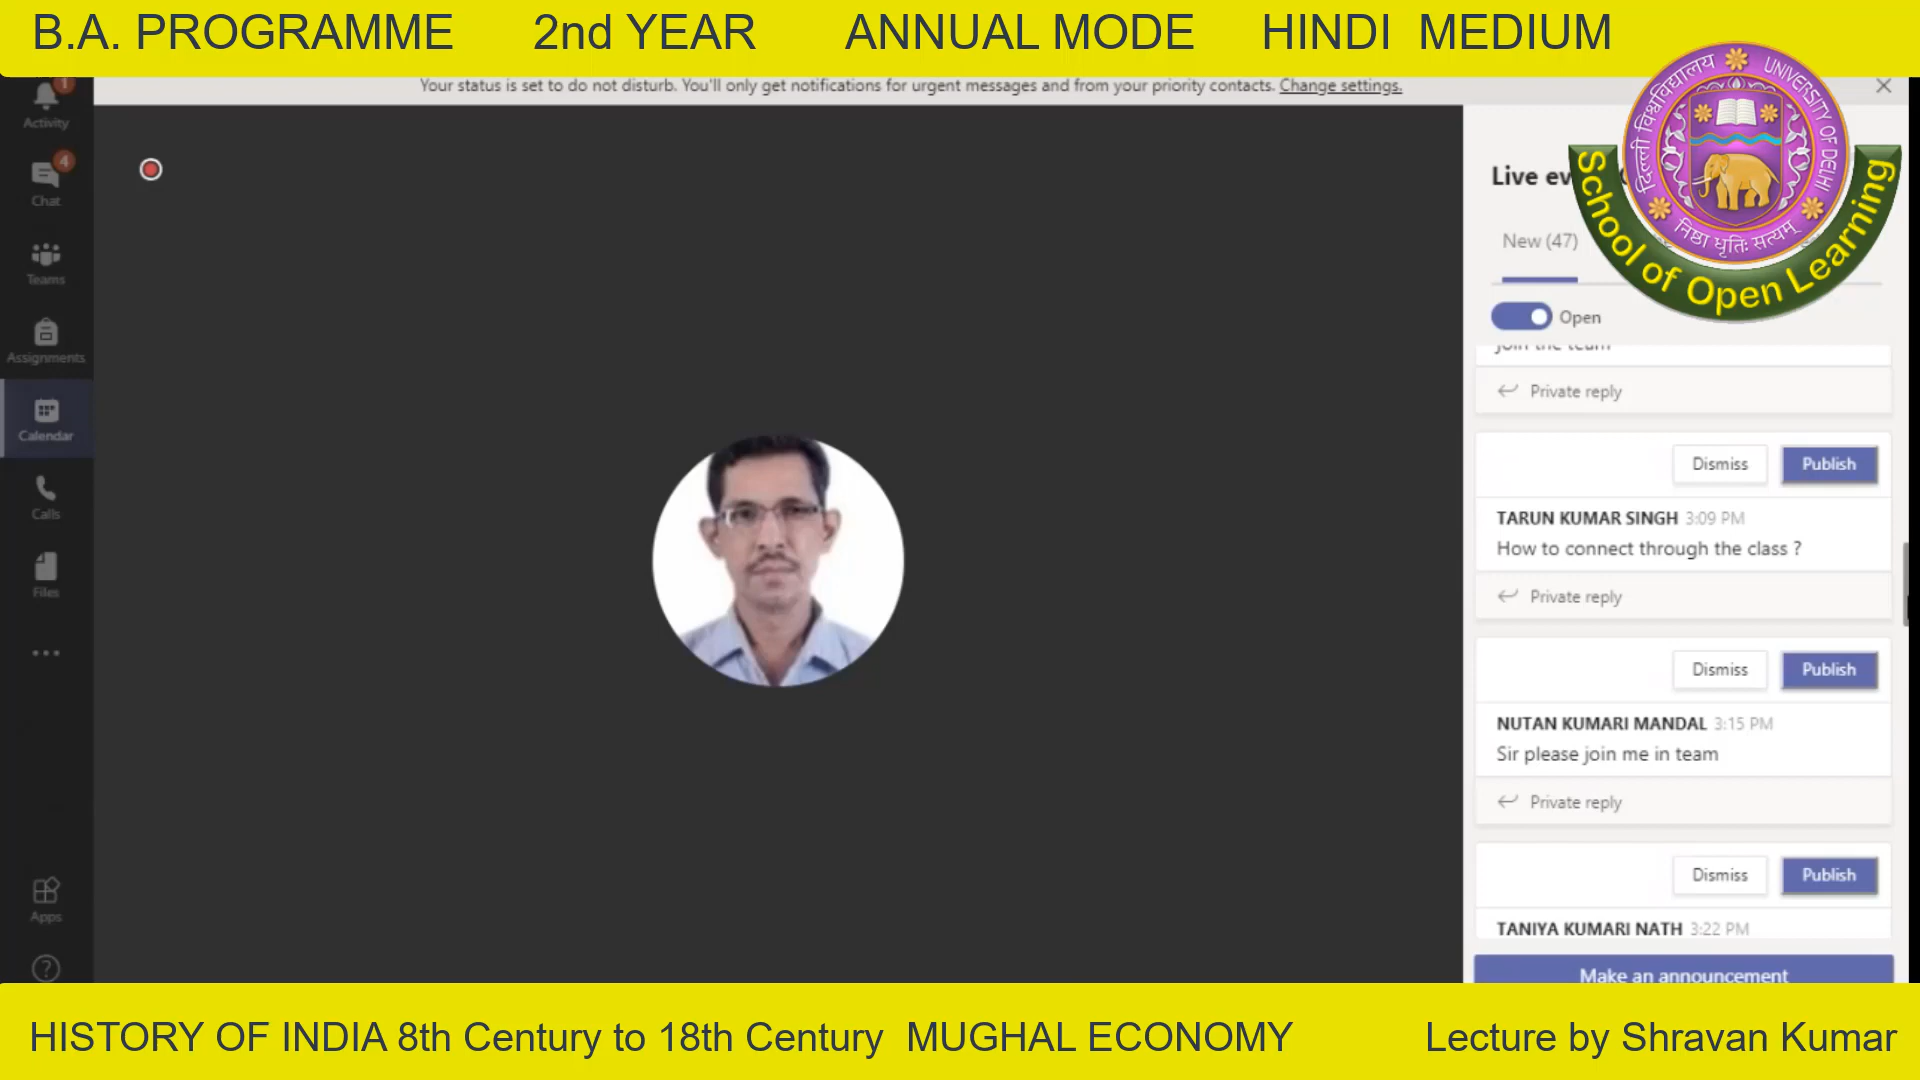 B.A. PROGRAMME 2nd YEAR ANNUAL MODE HINDI MEDIUM
Your status is set to do not disturb. You'll only get notifications for urgent messages and from your priority contacts. Change settings.
1
Activity
4
Chat
Teams
Assignments
Calendar
Calls
Files
Apps
Live
New (47)
Open
दिल्ली विश्वविद्यालय UNIVERSITY OF DELHI
निष्ठा धृतिः सत्यम्
School of Open Learning
join the team
Private reply
Dismiss Publish
TARUN KUMAR SINGH 3:09 PM
How to connect through the class ?
Private reply
Dismiss Publish
NUTAN KUMARI MANDAL 3:15 PM
Sir please join me in team
Private reply
Dismiss Publish
TANIYA KUMARI NATH 3:22 PM
Make an announcement
HISTORY OF INDIA 8th Century to 18th Century MUGHAL ECONOMY Lecture by Shravan Kumar